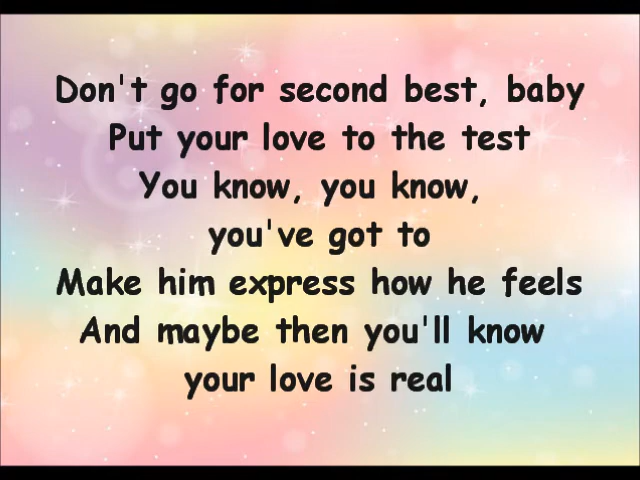 Don't go for second best, baby
Put your love to the test
You know, you know,
you've got to
Make him express how he feels
And maybe then you'll know
your love is real